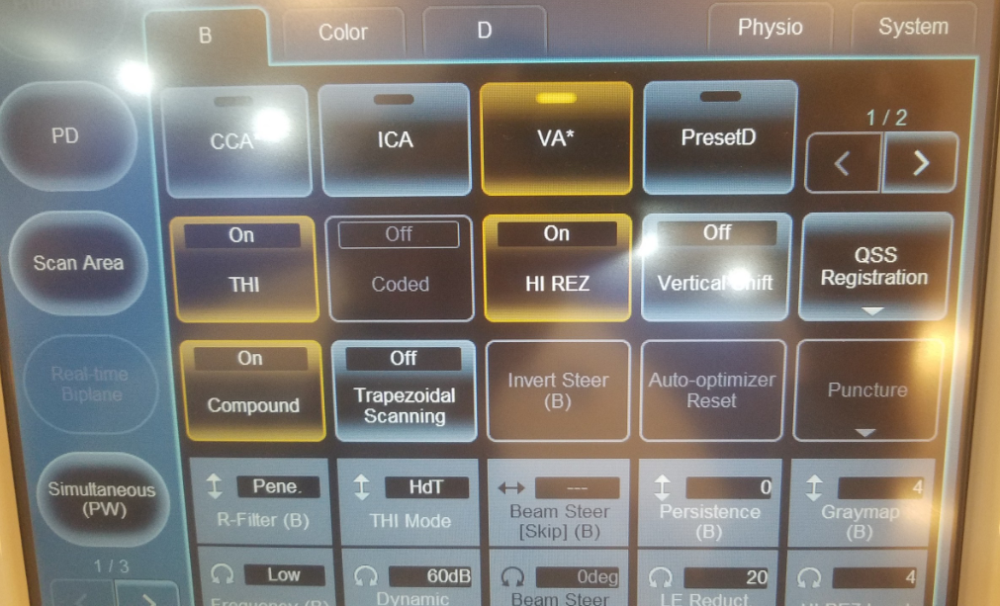 B
Color
D
Physio
System
PD
CCA*
ICA
VA*
PresetD
1 / 2
Scan Area
On
THI
Off
Coded
On
HI REZ
Off
Vertical Shift
QSS
Registration
Real-time
Biplane
On
Compound
Off
Trapezoidal
Scanning
Invert Steer
(B)
Auto-optimizer
Reset
Puncture
Simultaneous
(PW)
Pene.
R-Filter (B)
HdT
THI Mode
---
Beam Steer
[Skip] (B)
0
Persistence
(B)
4
Graymap
(B)
1 / 3
Low
Frequency (B)
60dB
Dynamic
0deg
Beam Steer
20
LE Reduct
4
HI REZ